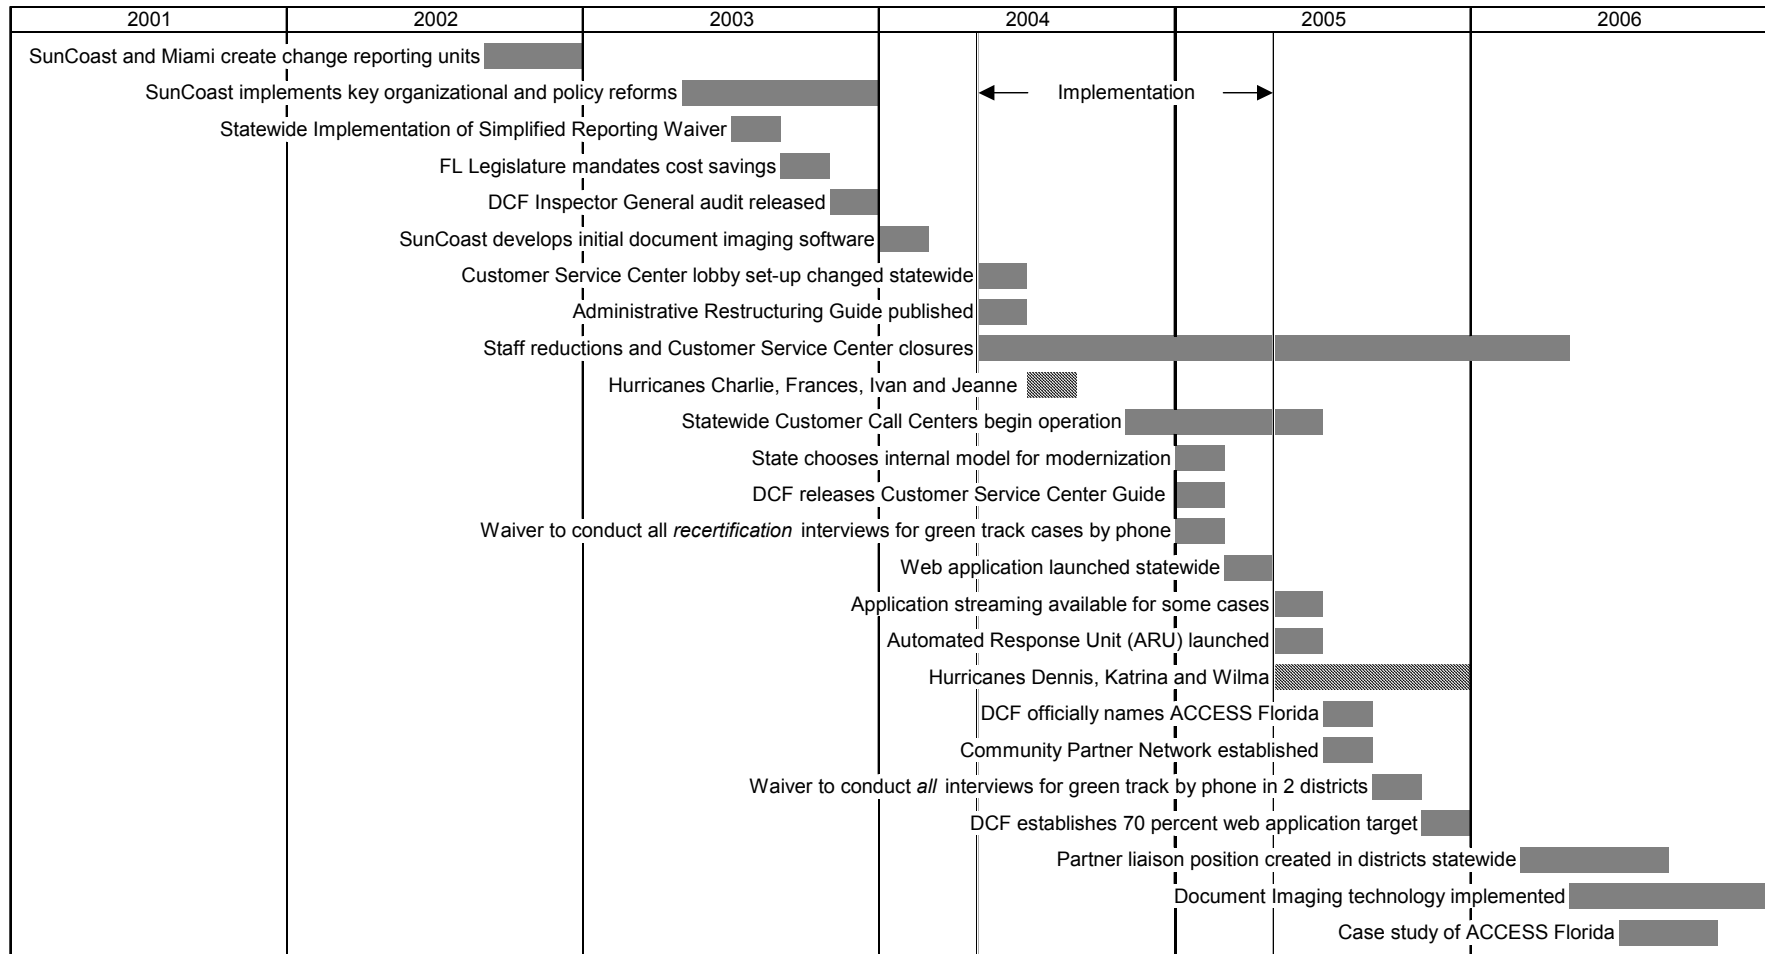 2001 2002 2003 2004 2005 2006
SunCoast and Miami create change reporting units
SunCoast implements key organizational and policy reforms
Implementation
Statewide Implementation of Simplified Reporting Waiver
FL Legislature mandates cost savings
DCF Inspector General audit released
SunCoast develops initial document imaging software
Customer Service Center lobby set-up changed statewide
Administrative Restructuring Guide published
Staff reductions and Customer Service Center closures
Hurricanes Charlie, Frances, Ivan and Jeanne
Statewide Customer Call Centers begin operation
State chooses internal model for modernization
DCF releases Customer Service Center Guide
Waiver to conduct all recertification interviews for green track cases by phone
Web application launched statewide
Application streaming available for some cases
Automated Response Unit (ARU) launched
Hurricanes Dennis, Katrina and Wilma
DCF officially names ACCESS Florida
Community Partner Network established
Waiver to conduct all interviews for green track by phone in 2 districts
DCF establishes 70 percent web application target
Partner liaison position created in districts statewide
Document Imaging technology implemented
Case study of ACCESS Florida